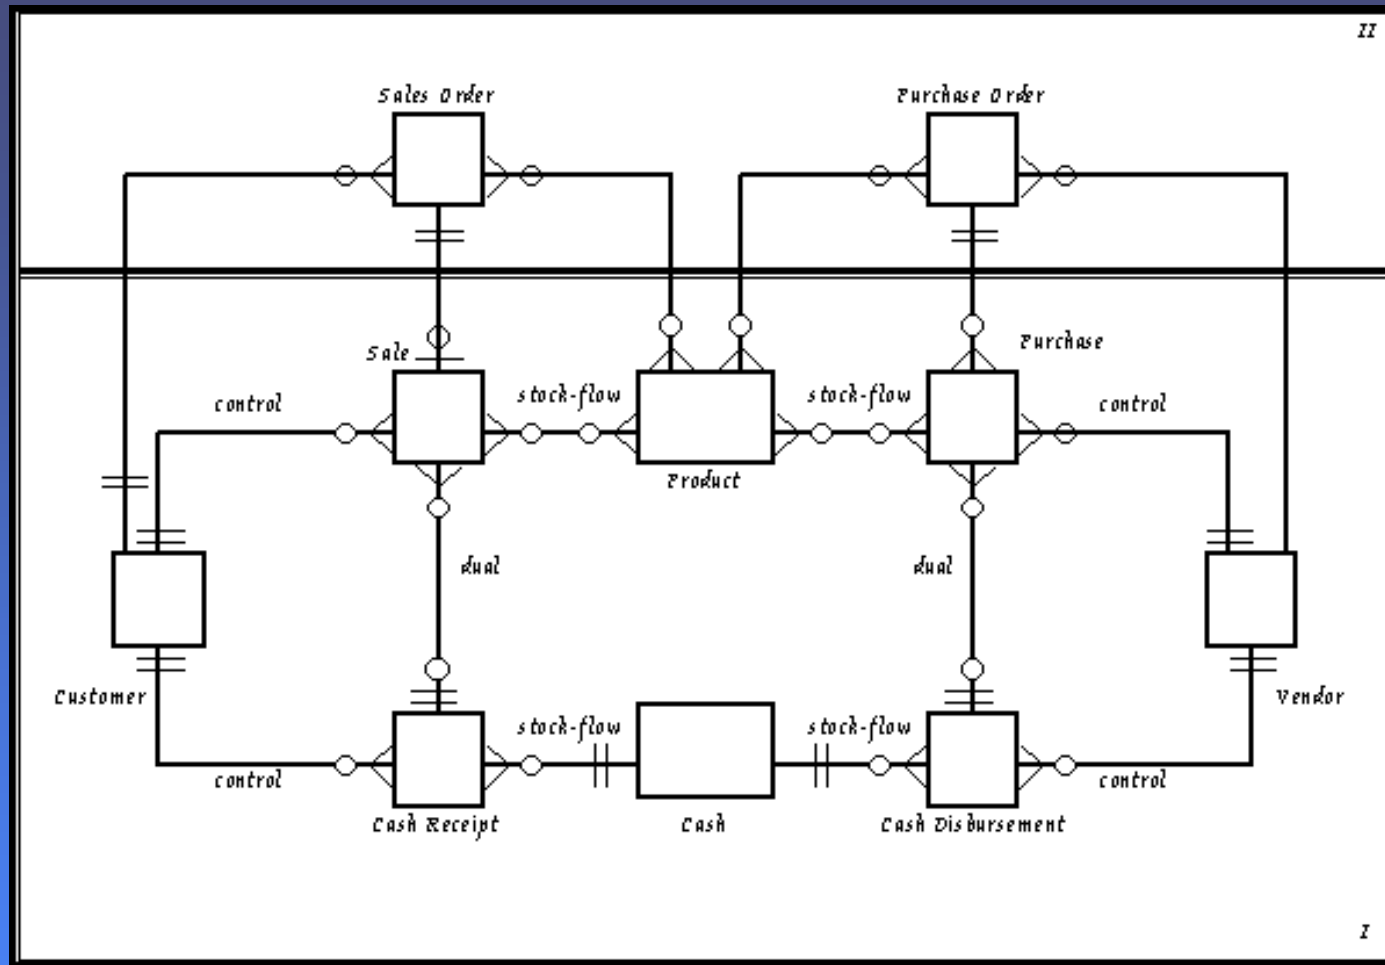 II
Sales Order
Purchase Order
Sale
Purchase
control
stock-flow
stock-flow
control
Product
dual
dual
Customer
Vendor
stock-flow
stock-flow
control
control
Cash Receipt
Cash
Cash Disbursement
I